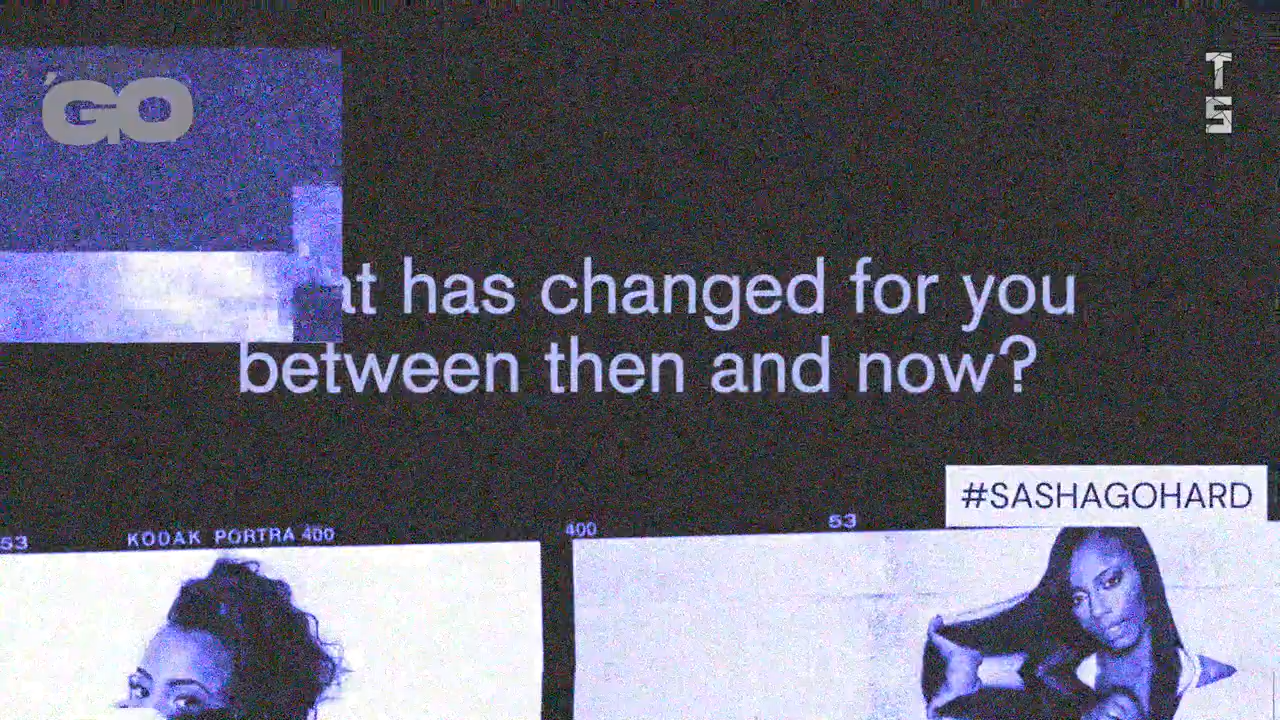 'GO
TS
at has changed for you
between then and now?
#SASHAGOHARD
53
KODAK PORTRA 400
400
53